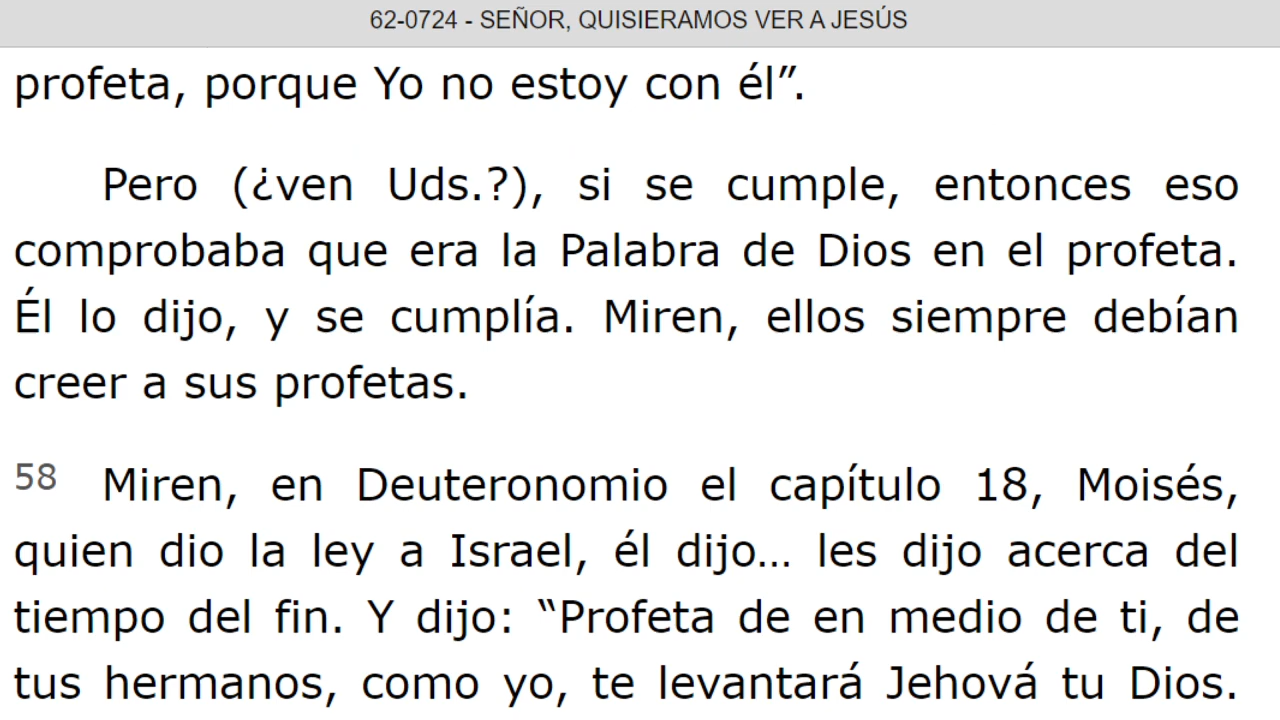 62-0724 - SEÑOR, QUISIERAMOS VER A JESÚS
profeta, porque Yo no estoy con él”.
Pero (¿ven Uds.?), si se cumple, entonces eso
comprobaba que era la Palabra de Dios en el profeta.
Él lo dijo, y se cumplía. Miren, ellos siempre debían
creer a sus profetas.
58 Miren, en Deuteronomio el capítulo 18, Moisés,
quien dio la ley a Israel, él dijo… les dijo acerca del
tiempo del fin. Y dijo: “Profeta de en medio de ti, de
tus hermanos, como yo, te levantará Jehová tu Dios.